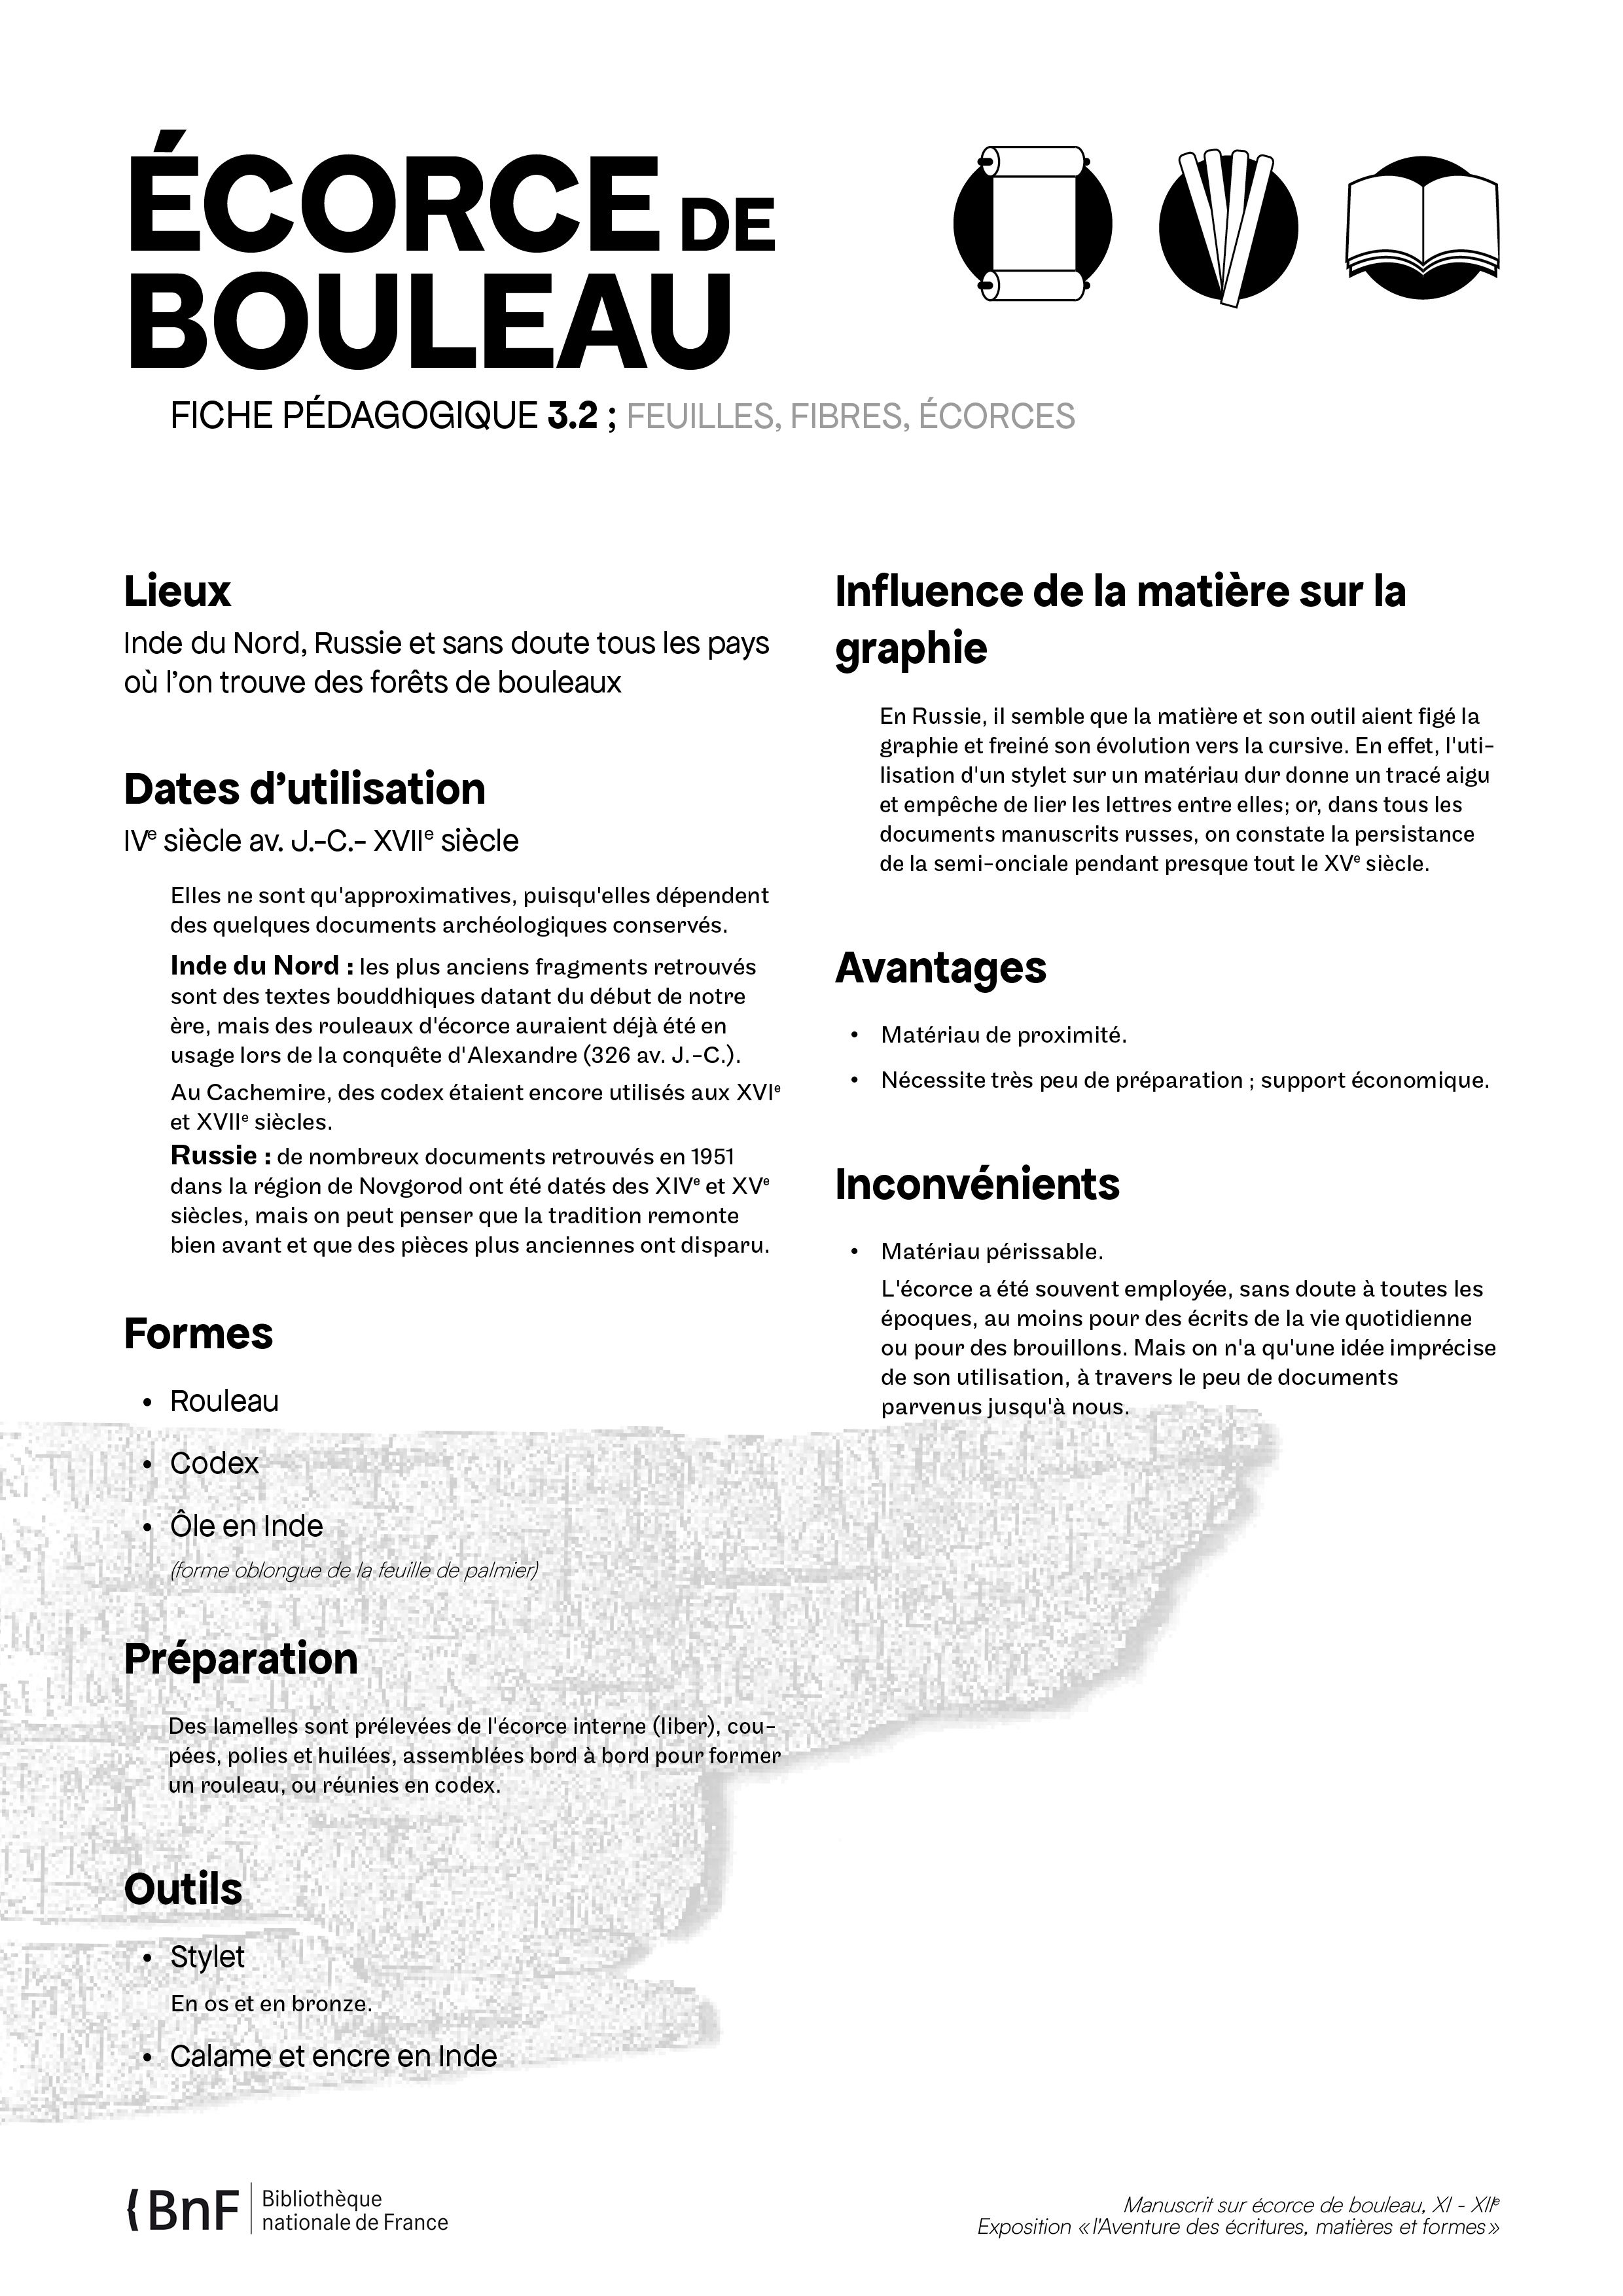 ÉCORCE DE
BOULEAU
FICHE PÉDAGOGIQUE 3.2 ; FEUILLES, FIBRES, ÉCORCES
Lieux
Inde du Nord, Russie et sans doute tous les pays
où l’on trouve des forêts de bouleaux
Dates d’utilisation
IVe siècle av. J.-C.- XVIIe siècle
Elles ne sont qu'approximatives, puisqu'elles dépendent
des quelques documents archéologiques conservés.
Inde du Nord : les plus anciens fragments retrouvés
sont des textes bouddhiques datant du début de notre
ère, mais des rouleaux d'écorce auraient déjà été en
usage lors de la conquête d'Alexandre (326 av. J.-C.).
Au Cachemire, des codex étaient encore utilisés aux XVIe
et XVIIe siècles.
Russie : de nombreux documents retrouvés en 1951
dans la région de Novgorod ont été datés des XIVe et XVe
siècles, mais on peut penser que la tradition remonte
bien avant et que des pièces plus anciennes ont disparu.
Formes
• Rouleau
• Codex
• Ôle en Inde
(forme oblongue de la feuille de palmier)
Préparation
Des lamelles sont prélevées de l'écorce interne (liber), cou-
pées, polies et huilées, assemblées bord à bord pour former
un rouleau, ou réunies en codex.
Outils
• Stylet
En os et en bronze.
• Calame et encre en Inde
Influence de la matière sur la
graphie
En Russie, il semble que la matière et son outil aient figé la
graphie et freiné son évolution vers la cursive. En effet, l'uti-
lisation d'un stylet sur un matériau dur donne un tracé aigu
et empêche de lier les lettres entre elles; or, dans tous les
documents manuscrits russes, on constate la persistance
de la semi-onciale pendant presque tout le XVe siècle.
Avantages
• Matériau de proximité.
• Nécessite très peu de préparation ; support économique.
Inconvénients
• Matériau périssable.
L'écorce a été souvent employée, sans doute à toutes les
époques, au moins pour des écrits de la vie quotidienne
ou pour des brouillons. Mais on n'a qu'une idée imprécise
de son utilisation, à travers le peu de documents
parvenus jusqu'à nous.
{BnF
Bibliothèque
nationale de France
Manuscrit sur écorce de bouleau, XI - XIIe
Exposition «l'Aventure des écritures, matières et formes»